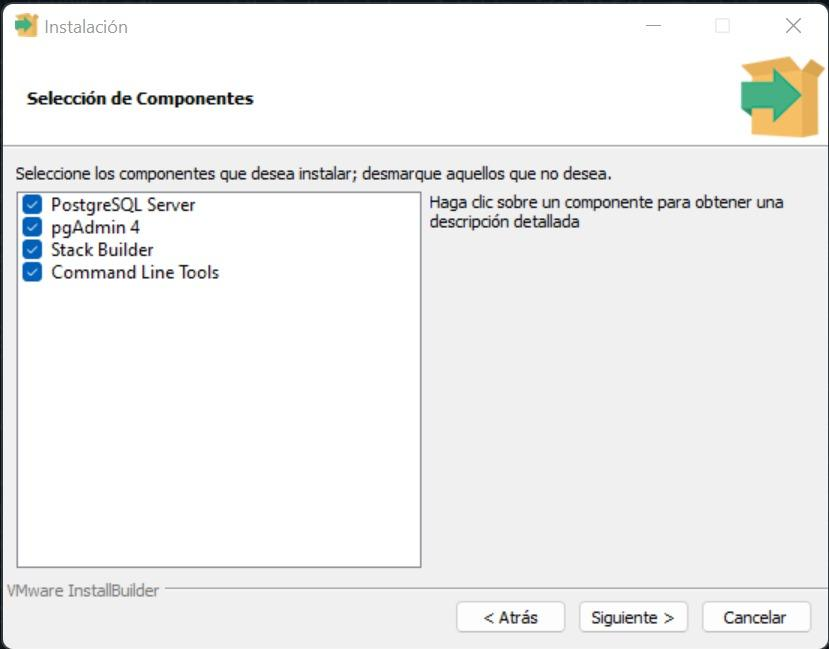 Instalación
Selección de Componentes
Seleccione los componentes que desea instalar; desmarque aquellos que no desea.
PostgreSQL Server
pgAdmin 4
Stack Builder
Command Line Tools
Haga clic sobre un componente para obtener una
descripción detallada
VMware InstallBuilder
< Atrás
Siguiente >
Cancelar